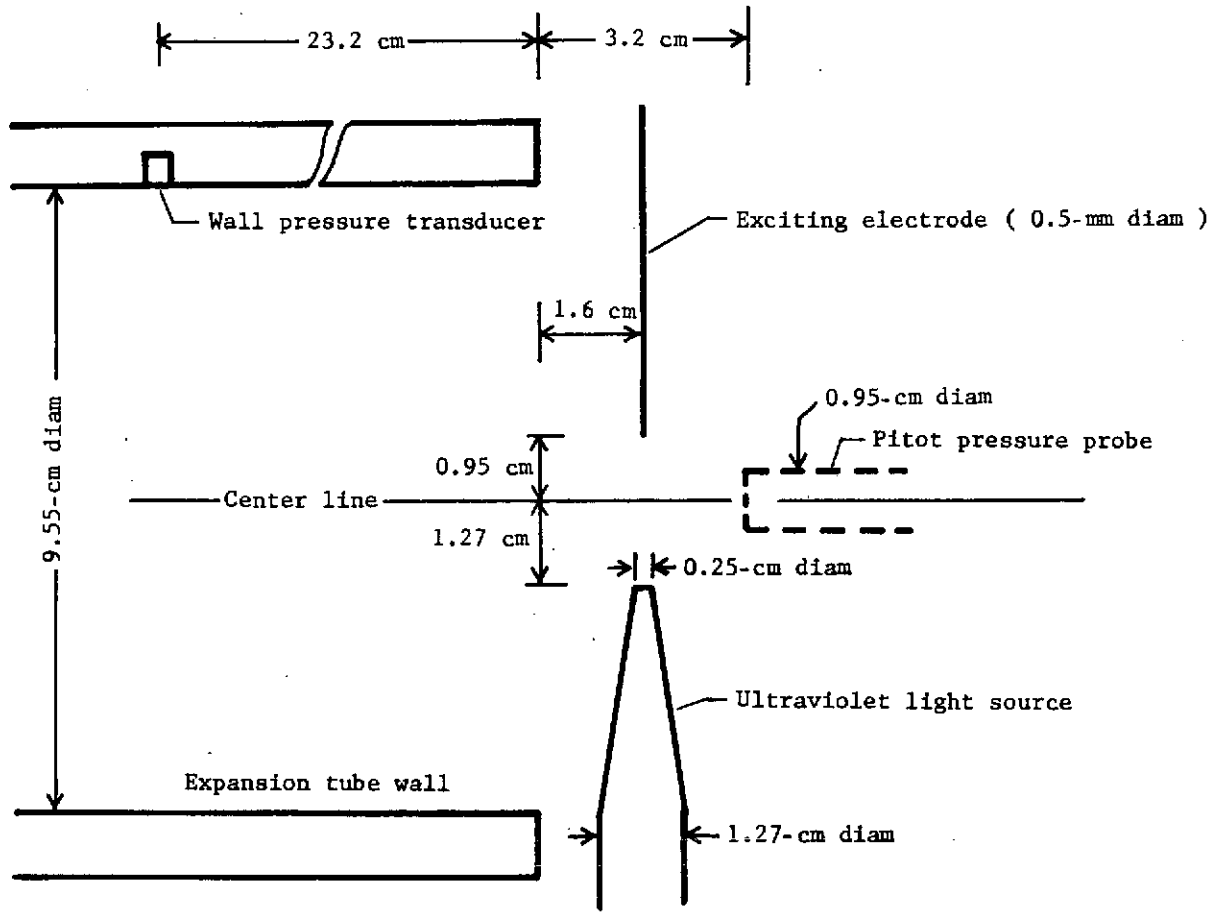 23.2 cm
3.2 cm
Wall pressure transducer
Exciting electrode ( 0.5-mm diam )
1.6 cm
9.55-cm diam
0.95-cm diam
Pitot pressure probe
0.95 cm
Center line
1.27 cm
0.25-cm diam
Ultraviolet light source
Expansion tube wall
1.27-cm diam